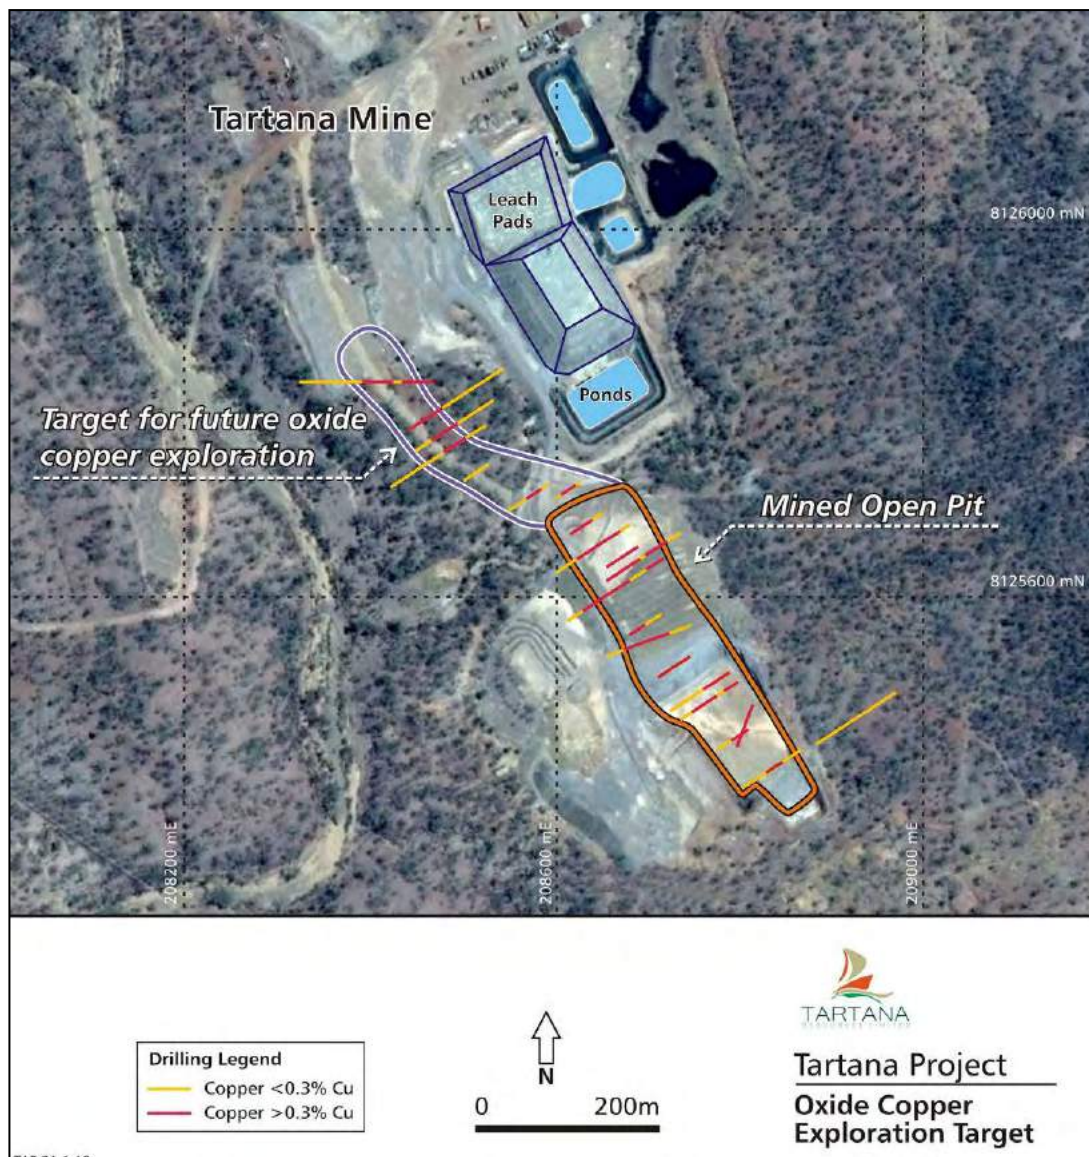 Tartana Mine
Leach
Pads
8126000 mN
Ponds
Target for future oxide
copper exploration
Mined Open Pit
8125600 mN
208200 mE
208600 mE
209000 mE
TARTANA
Drilling Legend
Copper <0.3% Cu
Copper >0.3% Cu
N
0 200m
Tartana Project
Oxide Copper
Exploration Target